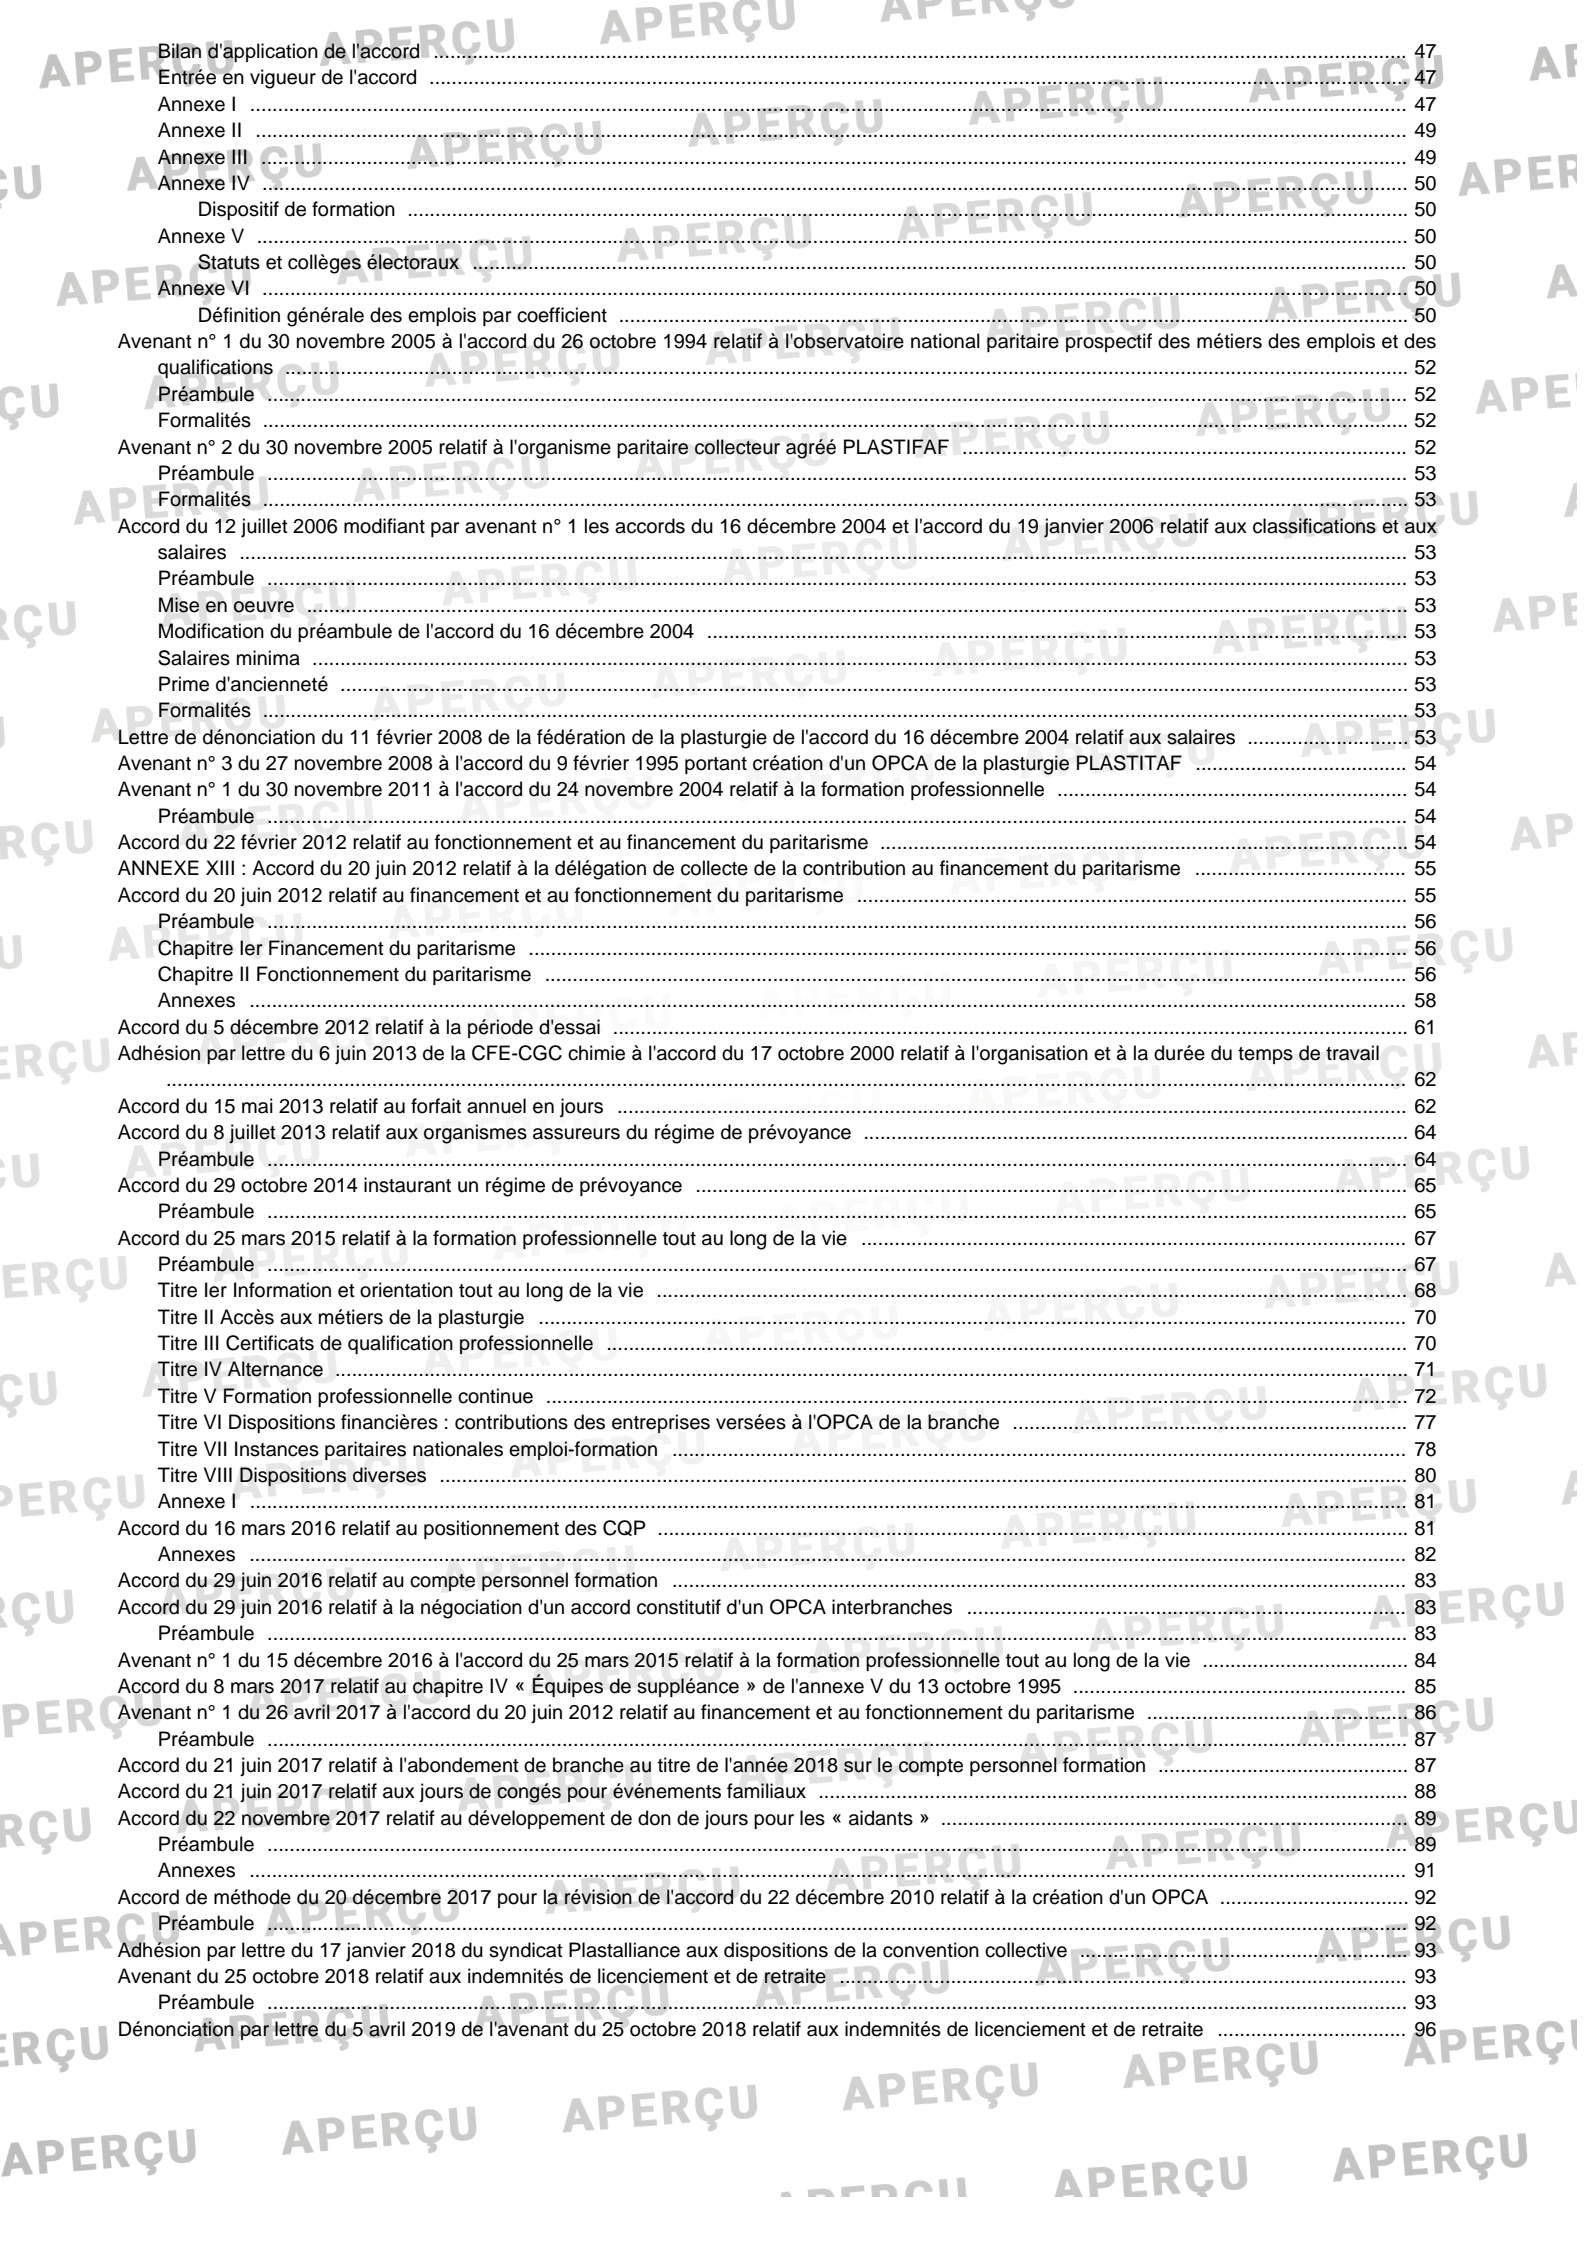 Bilan d'application de l'accord ........ 47
Entrée en vigueur de l'accord ........ 47
Annexe I ........ 47
Annexe II ........ 49
Annexe III ........ 49
Annexe IV ........ 50
Dispositif de formation ........ 50
Annexe V ........ 50
Statuts et collèges électoraux ........ 50
Annexe VI ........ 50
Définition générale des emplois par coefficient ........ 50
Avenant n° 1 du 30 novembre 2005 à l'accord du 26 octobre 1994 relatif à l'observatoire national paritaire prospectif des métiers des emplois et des
qualifications ........ 52
Préambule ........ 52
Formalités ........ 52
Avenant n° 2 du 30 novembre 2005 relatif à l'organisme paritaire collecteur agréé PLASTIFAF ........ 52
Préambule ........ 53
Formalités ........ 53
Accord du 12 juillet 2006 modifiant par avenant n° 1 les accords du 16 décembre 2004 et l'accord du 19 janvier 2006 relatif aux classifications et aux
salaires ........ 53
Préambule ........ 53
Mise en oeuvre ........ 53
Modification du préambule de l'accord du 16 décembre 2004 ........ 53
Salaires minima ........ 53
Prime d'ancienneté ........ 53
Formalités ........ 53
Lettre de dénonciation du 11 février 2008 de la fédération de la plasturgie de l'accord du 16 décembre 2004 relatif aux salaires ........ 53
Avenant n° 3 du 27 novembre 2008 à l'accord du 9 février 1995 portant création d'un OPCA de la plasturgie PLASTITAF ........ 54
Avenant n° 1 du 30 novembre 2011 à l'accord du 24 novembre 2004 relatif à la formation professionnelle ........ 54
Préambule ........ 54
Accord du 22 février 2012 relatif au fonctionnement et au financement du paritarisme ........ 54
ANNEXE XIII : Accord du 20 juin 2012 relatif à la délégation de collecte de la contribution au financement du paritarisme ........ 55
Accord du 20 juin 2012 relatif au financement et au fonctionnement du paritarisme ........ 55
Préambule ........ 56
Chapitre Ier Financement du paritarisme ........ 56
Chapitre II Fonctionnement du paritarisme ........ 56
Annexes ........ 58
Accord du 5 décembre 2012 relatif à la période d'essai ........ 61
Adhésion par lettre du 6 juin 2013 de la CFE-CGC chimie à l'accord du 17 octobre 2000 relatif à l'organisation et à la durée du temps de travail
........ 62
Accord du 15 mai 2013 relatif au forfait annuel en jours ........ 62
Accord du 8 juillet 2013 relatif aux organismes assureurs du régime de prévoyance ........ 64
Préambule ........ 64
Accord du 29 octobre 2014 instaurant un régime de prévoyance ........ 65
Préambule ........ 65
Accord du 25 mars 2015 relatif à la formation professionnelle tout au long de la vie ........ 67
Préambule ........ 67
Titre Ier Information et orientation tout au long de la vie ........ 68
Titre II Accès aux métiers de la plasturgie ........ 70
Titre III Certificats de qualification professionnelle ........ 70
Titre IV Alternance ........ 71
Titre V Formation professionnelle continue ........ 72
Titre VI Dispositions financières : contributions des entreprises versées à l'OPCA de la branche ........ 77
Titre VII Instances paritaires nationales emploi-formation ........ 78
Titre VIII Dispositions diverses ........ 80
Annexe I ........ 81
Accord du 16 mars 2016 relatif au positionnement des CQP ........ 81
Annexes ........ 82
Accord du 29 juin 2016 relatif au compte personnel formation ........ 83
Accord du 29 juin 2016 relatif à la négociation d'un accord constitutif d'un OPCA interbranches ........ 83
Préambule ........ 83
Avenant n° 1 du 15 décembre 2016 à l'accord du 25 mars 2015 relatif à la formation professionnelle tout au long de la vie ........ 84
Accord du 8 mars 2017 relatif au chapitre IV « Équipes de suppléance » de l'annexe V du 13 octobre 1995 ........ 85
Avenant n° 1 du 26 avril 2017 à l'accord du 20 juin 2012 relatif au financement et au fonctionnement du paritarisme ........ 86
Préambule ........ 87
Accord du 21 juin 2017 relatif à l'abondement de branche au titre de l'année 2018 sur le compte personnel formation ........ 87
Accord du 21 juin 2017 relatif aux jours de congés pour événements familiaux ........ 88
Accord du 22 novembre 2017 relatif au développement de don de jours pour les « aidants » ........ 89
Préambule ........ 89
Annexes ........ 91
Accord de méthode du 20 décembre 2017 pour la révision de l'accord du 22 décembre 2010 relatif à la création d'un OPCA ........ 92
Préambule ........ 92
Adhésion par lettre du 17 janvier 2018 du syndicat Plastalliance aux dispositions de la convention collective ........ 93
Avenant du 25 octobre 2018 relatif aux indemnités de licenciement et de retraite ........ 93
Préambule ........ 93
Dénonciation par lettre du 5 avril 2019 de l'avenant du 25 octobre 2018 relatif aux indemnités de licenciement et de retraite ........ 96
APERÇU